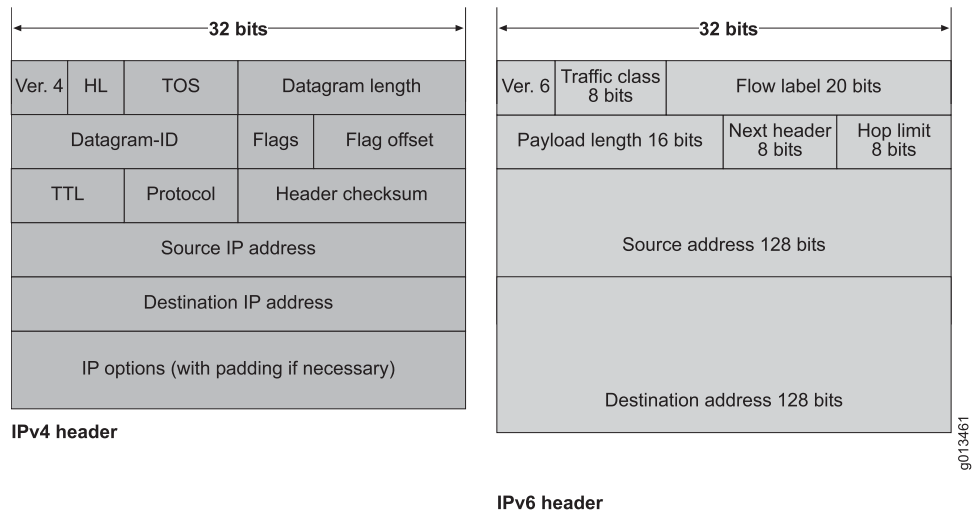 32 bits
Ver. 4 HL TOS Datagram length
Datagram-ID Flags Flag offset
TTL Protocol Header checksum
Source IP address
Destination IP address
IP options (with padding if necessary)
IPv4 header
32 bits
Ver. 6 Traffic class
8 bits Flow label 20 bits
Payload length 16 bits Next header
8 bits Hop limit
8 bits
Source address 128 bits
Destination address 128 bits
IPv6 header
g013461